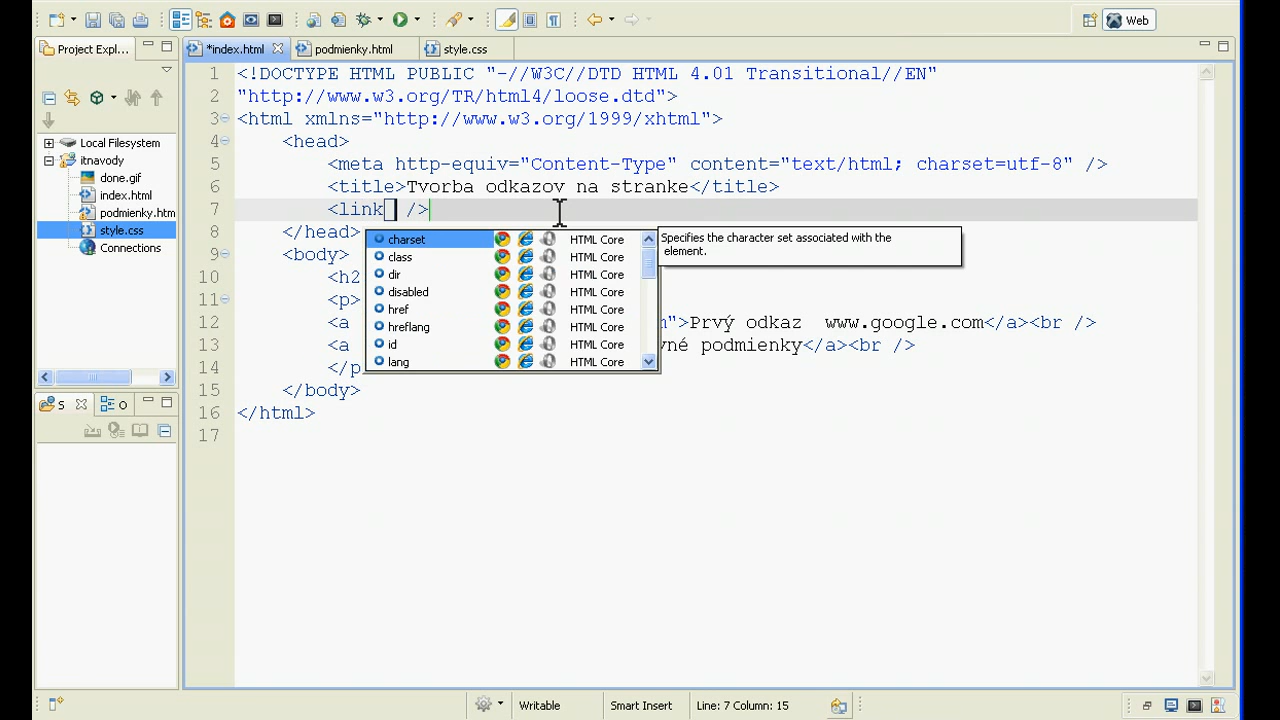 Web
Project Expl...
*index.html
podmienky.html
style.css
1 <!DOCTYPE HTML PUBLIC "-//W3C//DTD HTML 4.01 Transitional//EN"
2 "http://www.w3.org/TR/html4/loose.dtd">
3 <html xmlns="http://www.w3.org/1999/xhtml">
4 <head>
5 <meta http-equiv="Content-Type" content="text/html; charset=utf-8" />
6 <title>Tvorba odkazov na stranke</title>
7 <link />
8 </head>
9 <body>
10 <h2
11 <p>
12 <a m">Prvý odkaz  www.google.com</a><br />
13 <a vné podmienky</a><br />
14 </p
15 </body>
16 </html>
17
Local Filesystem
itnavody
done.gif
index.html
podmienky.htm
style.css
Connections
charset HTML Core
class HTML Core
dir HTML Core
disabled HTML Core
href HTML Core
hreflang HTML Core
id HTML Core
lang HTML Core
Specifies the character set associated with the
element.
S
O
Writable
Smart Insert
Line: 7 Column: 15